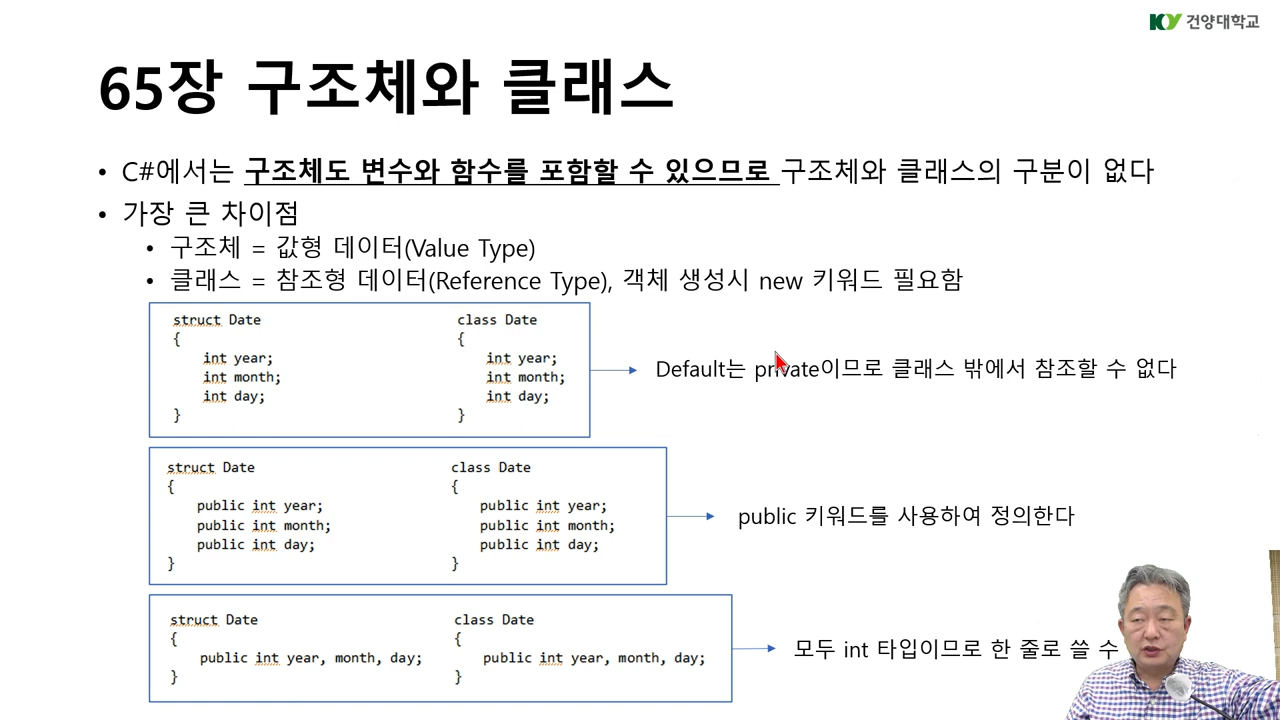 KY 건양대학교
65장 구조체와 클래스
• C#에서는 구조체도 변수와 함수를 포함할 수 있으므로 구조체와 클래스의 구분이 없다
• 가장 큰 차이점
• 구조체 = 값형 데이터(Value Type)
• 클래스 = 참조형 데이터(Reference Type), 객체 생성시 new 키워드 필요함
struct Date
{
int year;
int month;
int day;
}
class Date
{
int year;
int month;
int day;
}
Default는 private이므로 클래스 밖에서 참조할 수 없다
struct Date
{
public int year;
public int month;
public int day;
}
class Date
{
public int year;
public int month;
public int day;
}
public 키워드를 사용하여 정의한다
struct Date
{
public int year, month, day;
}
class Date
{
public int year, month, day;
}
모두 int 타입이므로 한 줄로 쓸 수